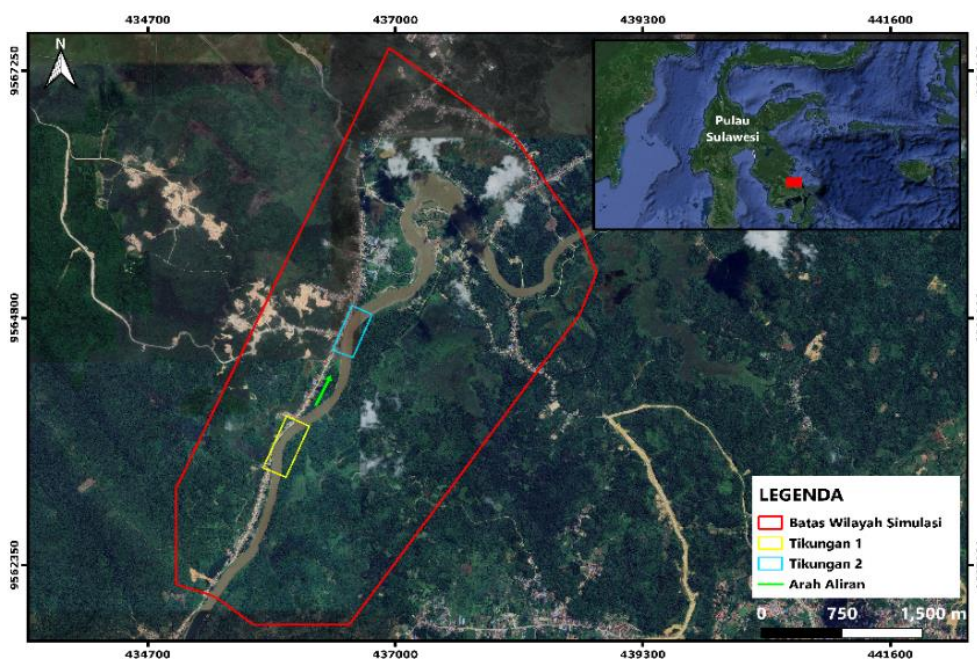 434700 437000 439300 441600
N
9567250
Pulau
Sulawesi
9564800
9562350
LEGENDA
Batas Wilayah Simulasi
Tikungan 1
Tikungan 2
Arah Aliran
0 750 1,500 m
434700 437000 439300 441600